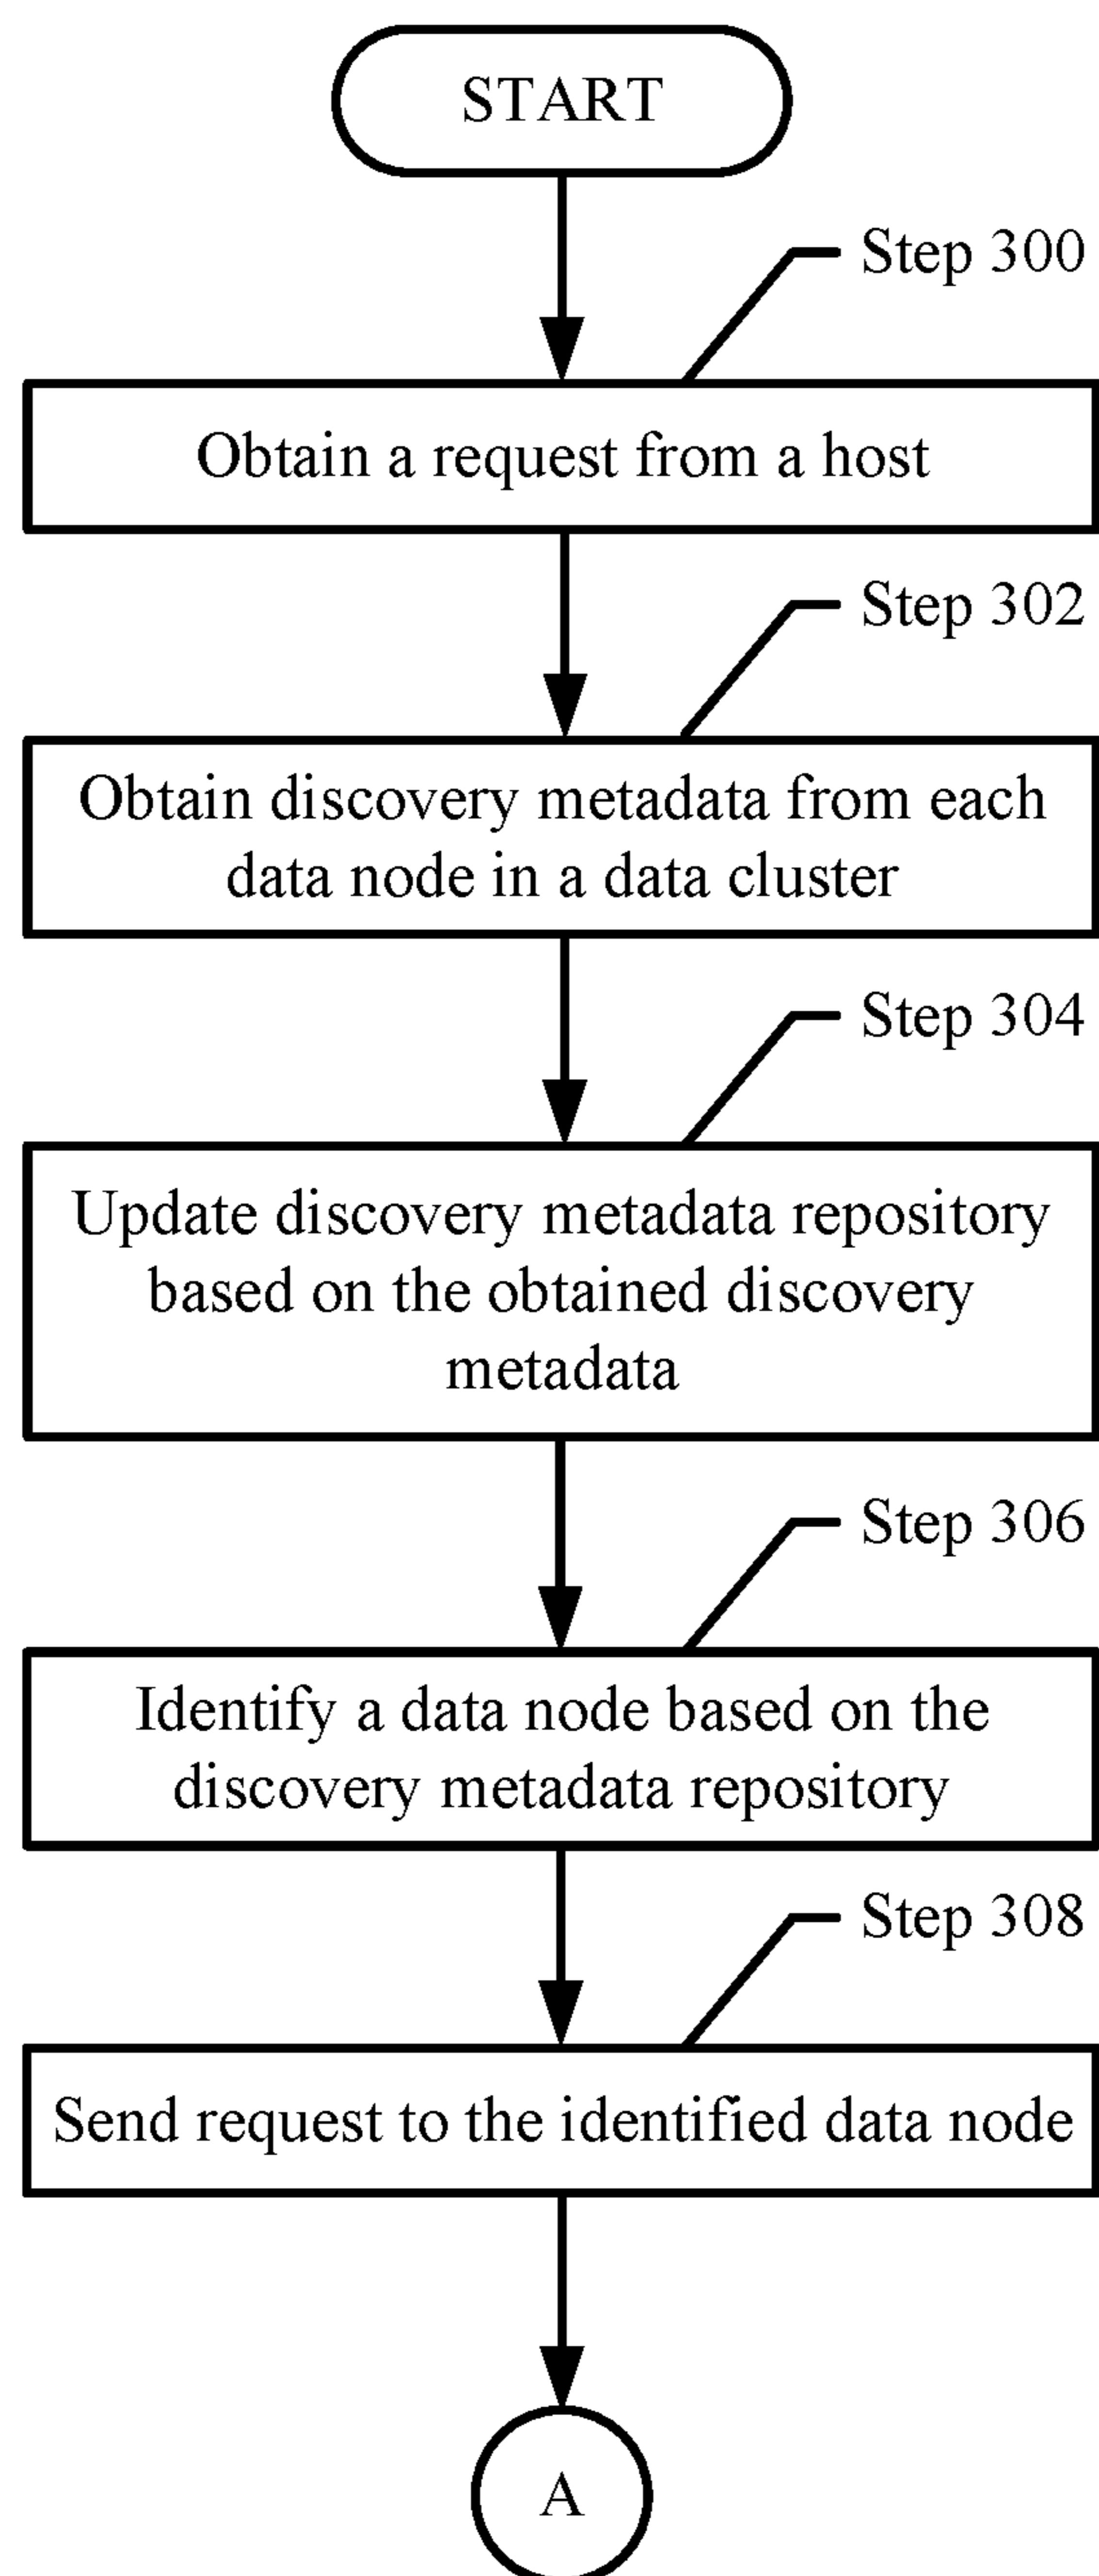 START
Step 300
Obtain a request from a host
Step 302
Obtain discovery metadata from each
data node in a data cluster
Step 304
Update discovery metadata repository
based on the obtained discovery
metadata
Step 306
Identify a data node based on the
discovery metadata repository
Step 308
Send request to the identified data node
A